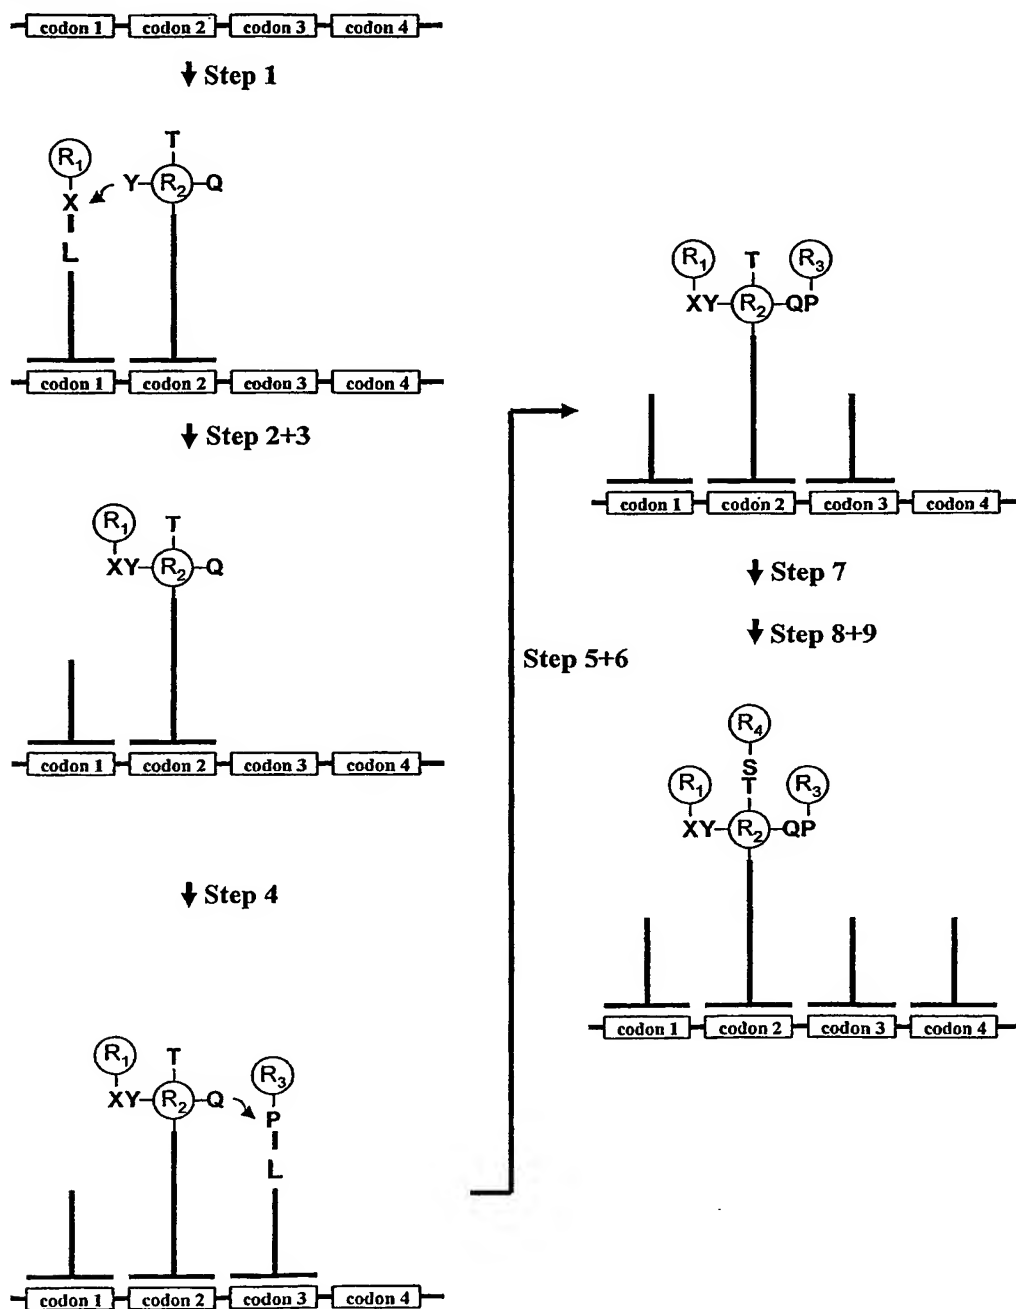 codon 1 codon 2 codon 3 codon 4
Step 1
T
R1
Y R2 Q
X
L
codon 1 codon 2 codon 3 codon 4
Step 2+3
R1
T
XY R2 Q
codon 1 codon 2 codon 3 codon 4
Step 4
R1
T
R3
XY R2 Q
P
L
codon 1 codon 2 codon 3 codon 4
Step 5+6
R1
T
R3
XY R2 QP
codon 1 codon 2 codon 3 codon 4
Step 7
Step 8+9
R4
S
R1
T
R3
XY R2 QP
codon 1 codon 2 codon 3 codon 4